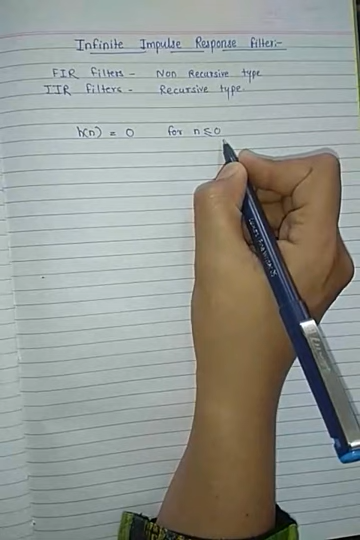 Infinite Impulse Response filter:-
FIR filters - Non Recursive type
IIR filters - Recursive type.
h(n) = 0 for n ≤ 0